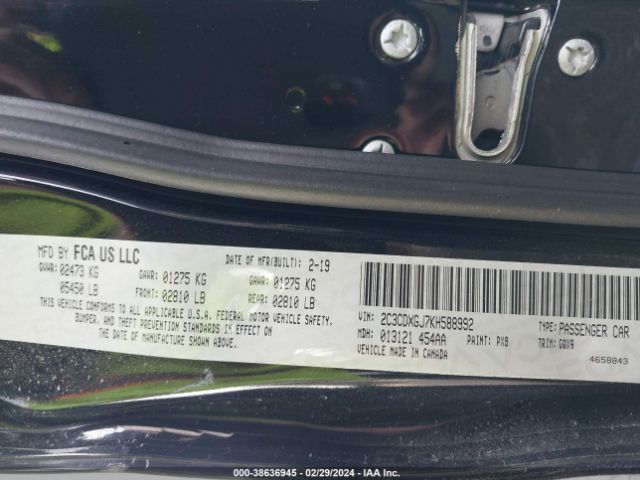 MFD BY FCA US LLC
DATE OF MFR(BUILT): 2-19
GVWR: 02473 KG
GAWR: 01275 KG
GAWR: 01275 KG
05450 LB
FRONT: 02810 LB
REAR: 02810 LB
THIS VEHICLE CONFORMS TO ALL APPLICABLE U.S.A. FEDERAL MOTOR VEHICLE SAFETY,
BUMPER, AND THEFT PREVENTION STANDARDS IN EFFECT ON
THE DATE OF MANUFACTURE SHOWN ABOVE.
VIN: 2C3CDXGJ7KH588992
TYPE: PASSENGER CAR
MDH: 013121 454AA
PAINT: PX8
TRIM: GRX9
VEHICLE MADE IN CANADA
4658843
000-38636945 - 02/29/2024 - IAA Inc.